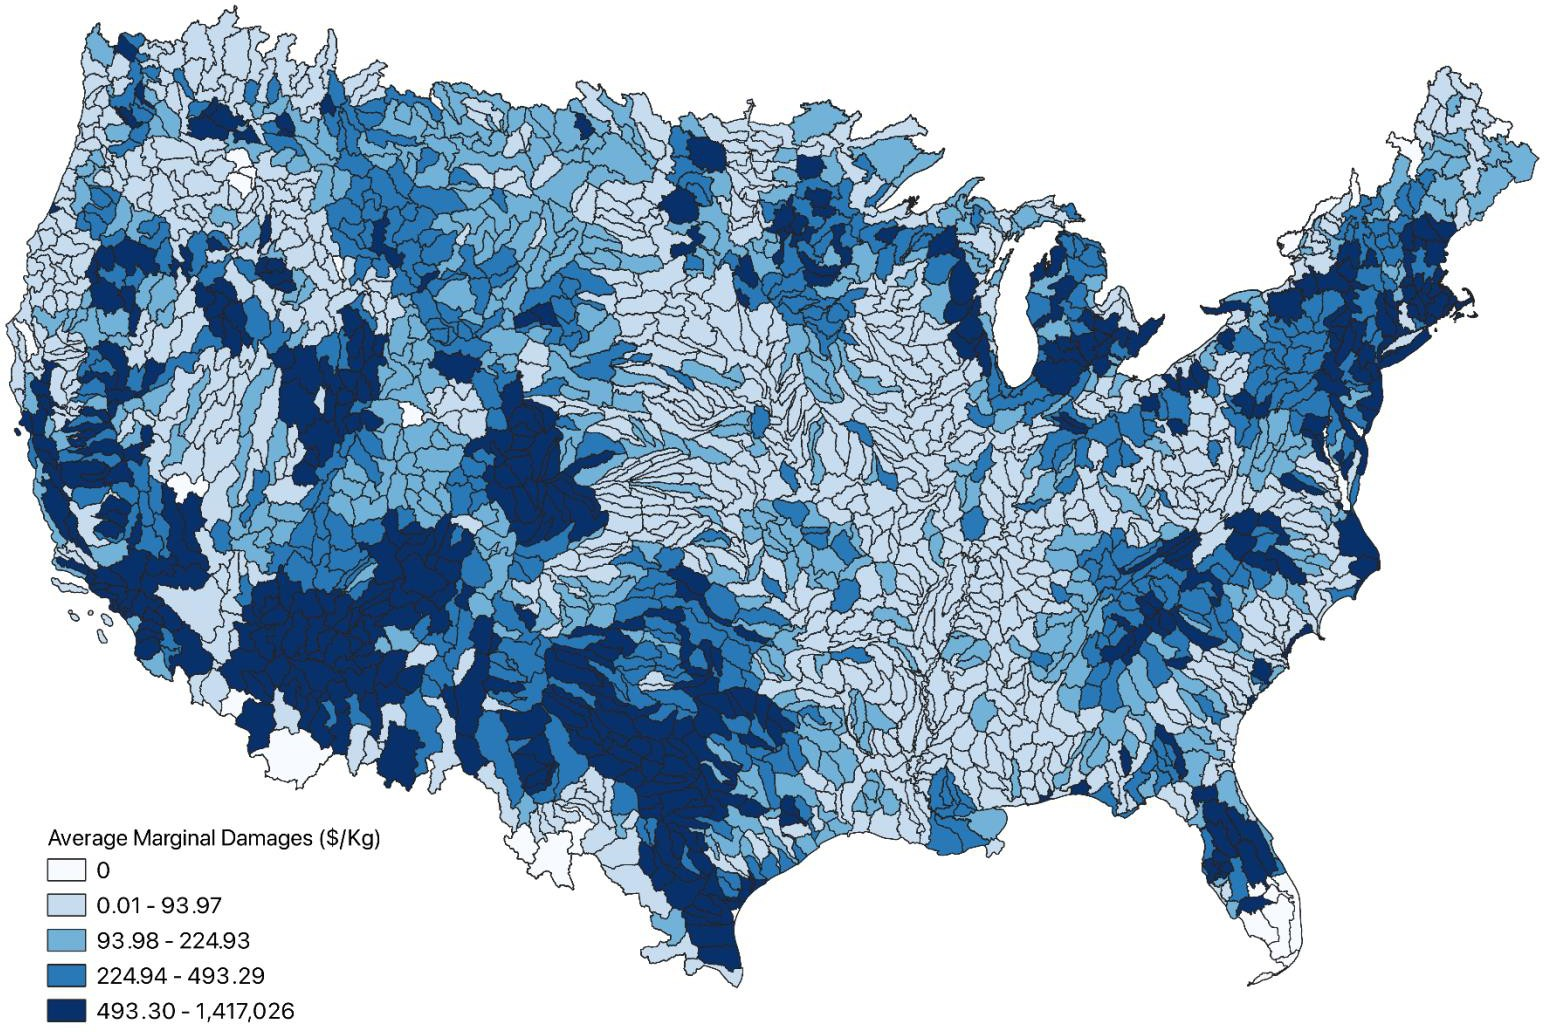 Average Marginal Damages ($/Kg)
0
0.01 - 93.97
93.98 - 224.93
224.94 - 493.29
493.30 - 1,417,026